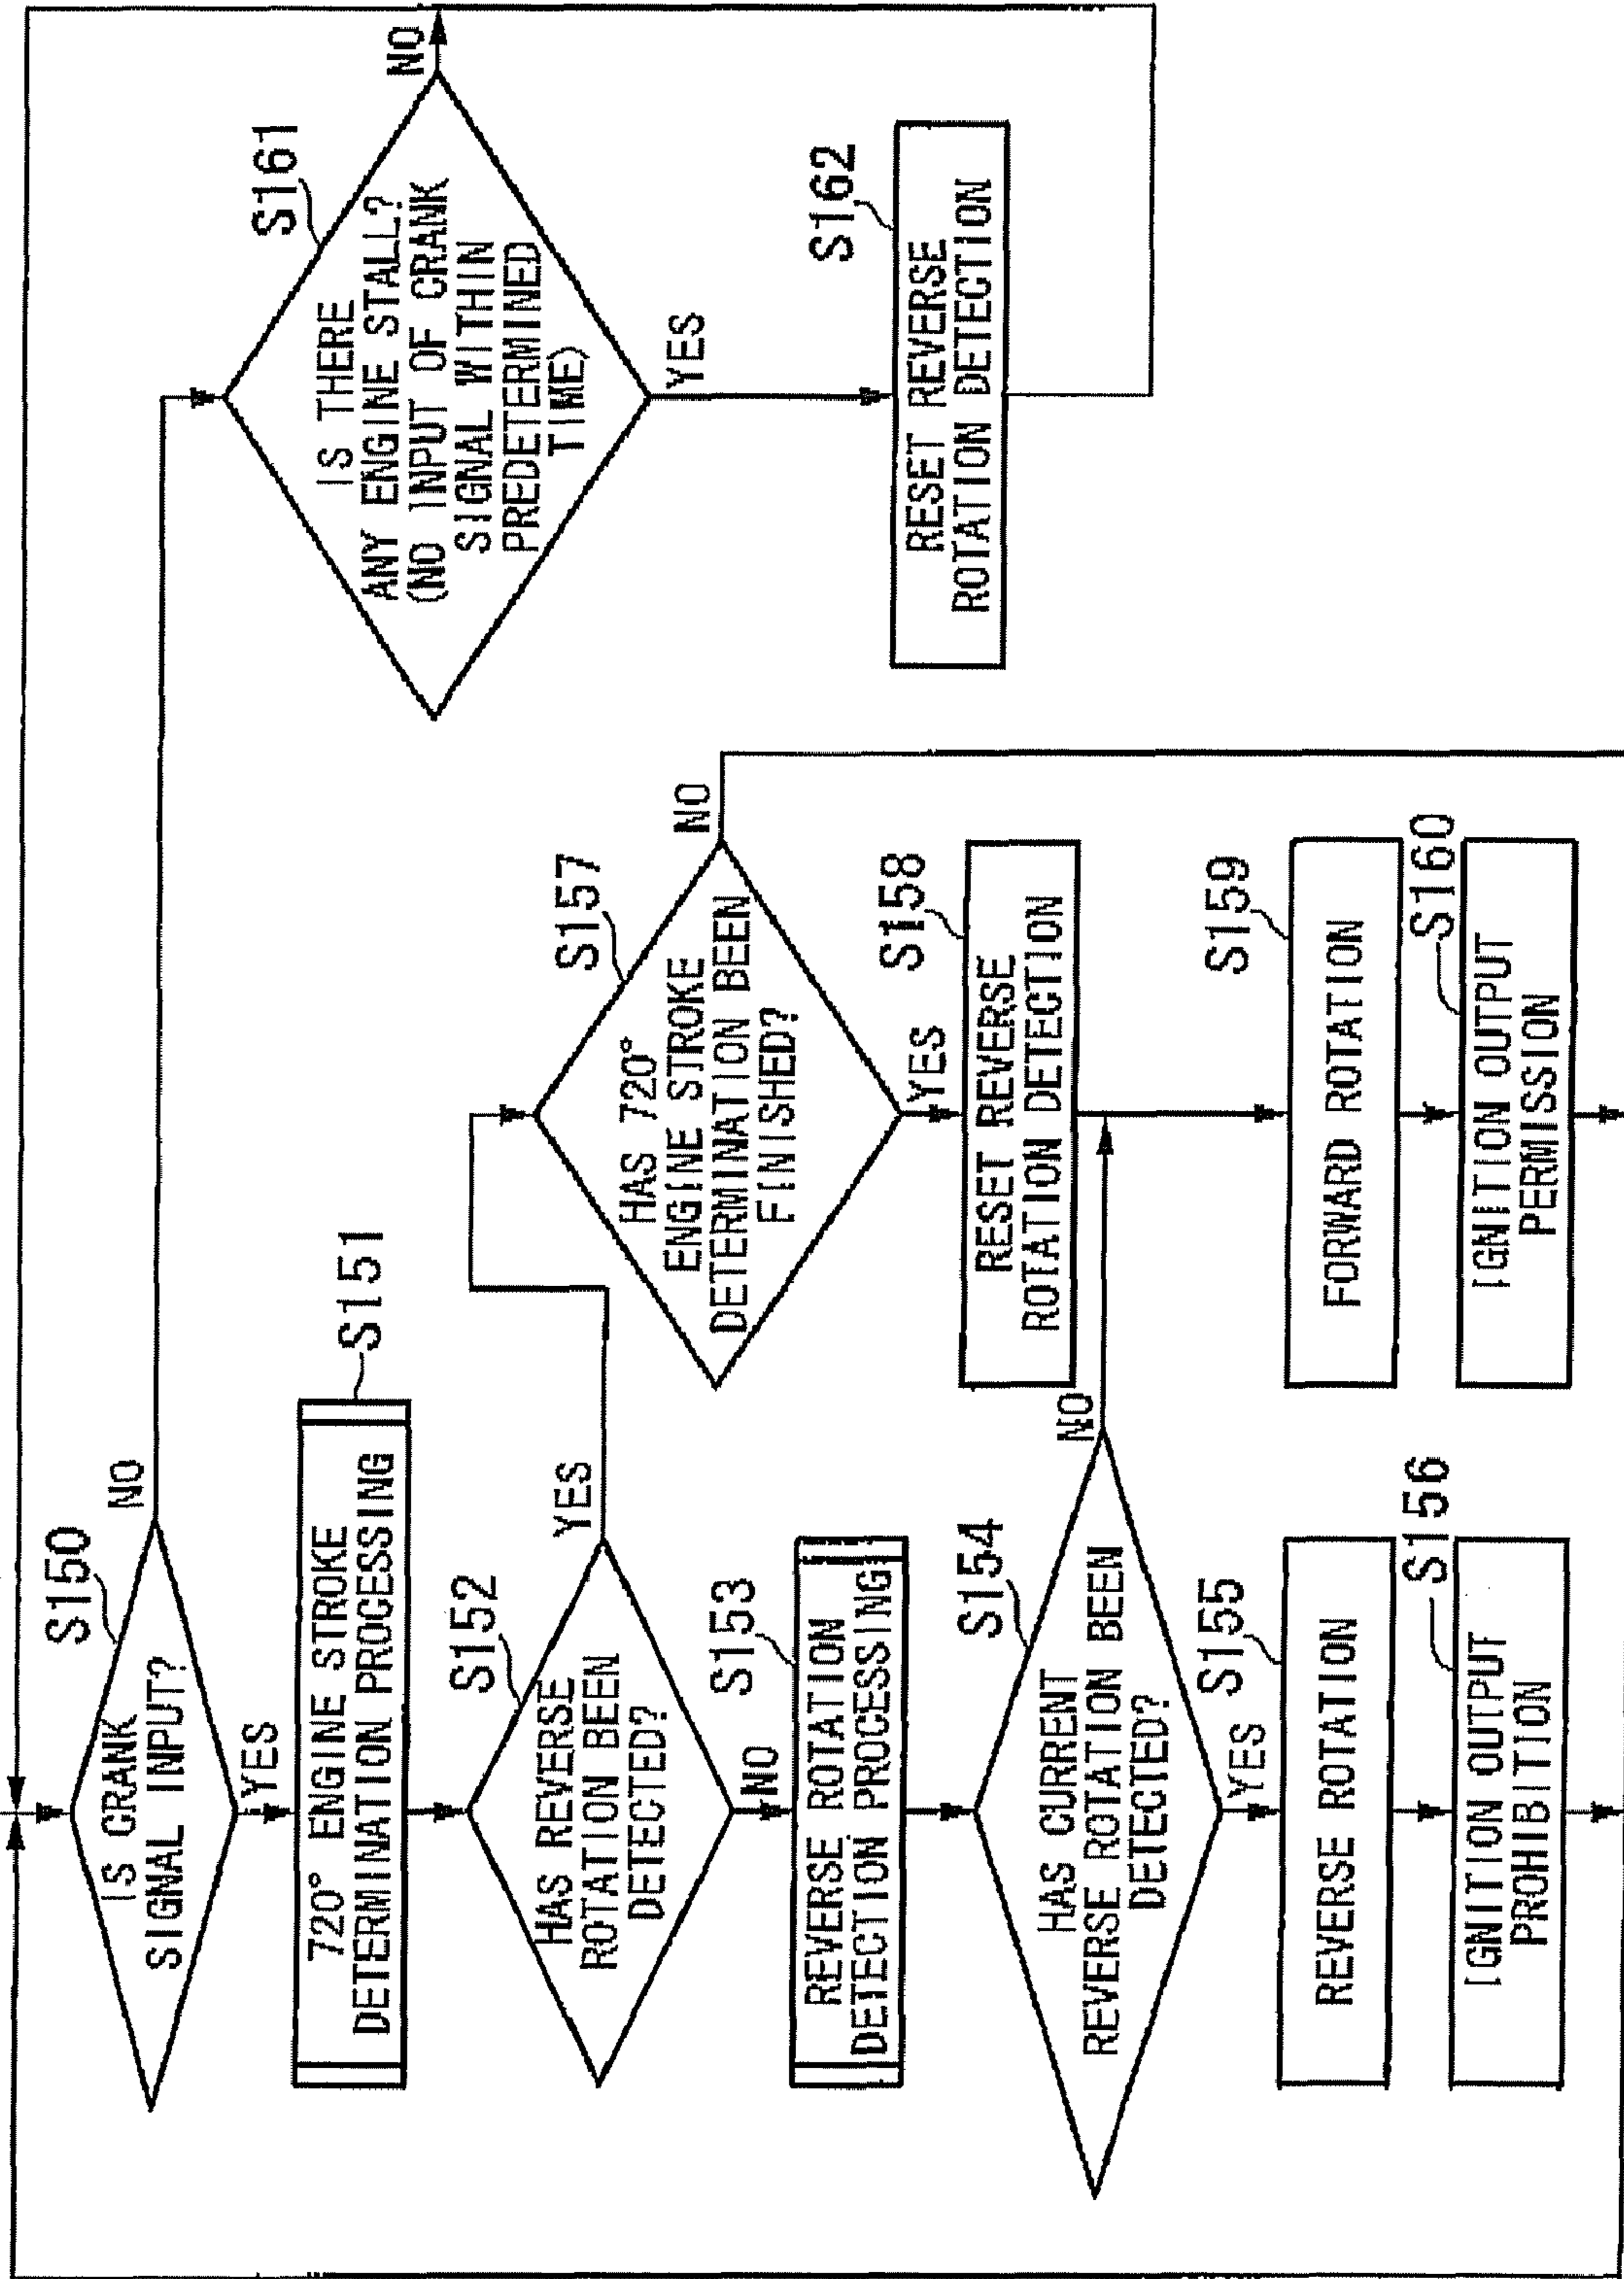 S150
IS CRANK
SIGNAL INPUT?
NO
YES
S151
720° ENGINE STROKE
DETERMINATION PROCESSING
S152
HAS REVERSE
ROTATION BEEN
DETECTED?
YES
NO
S153
REVERSE ROTATION
DETECTION PROCESSING
S154
HAS CURRENT
REVERSE ROTATION BEEN
DETECTED?
NO
YES
S155
REVERSE ROTATION
S156
IGNITION OUTPUT
PROHIBITION
S157
HAS 720°
ENGINE STROKE
DETERMINATION BEEN
FINISHED?
NO
YES
S158
RESET REVERSE
ROTATION DETECTION
S159
FORWARD ROTATION
S160
IGNITION OUTPUT
PERMISSION
S161
IS THERE
ANY ENGINE STALL?
(NO INPUT OF CRANK
SIGNAL WITHIN
PREDETERMINED
TIME)
NO
YES
S162
RESET REVERSE
ROTATION DETECTION